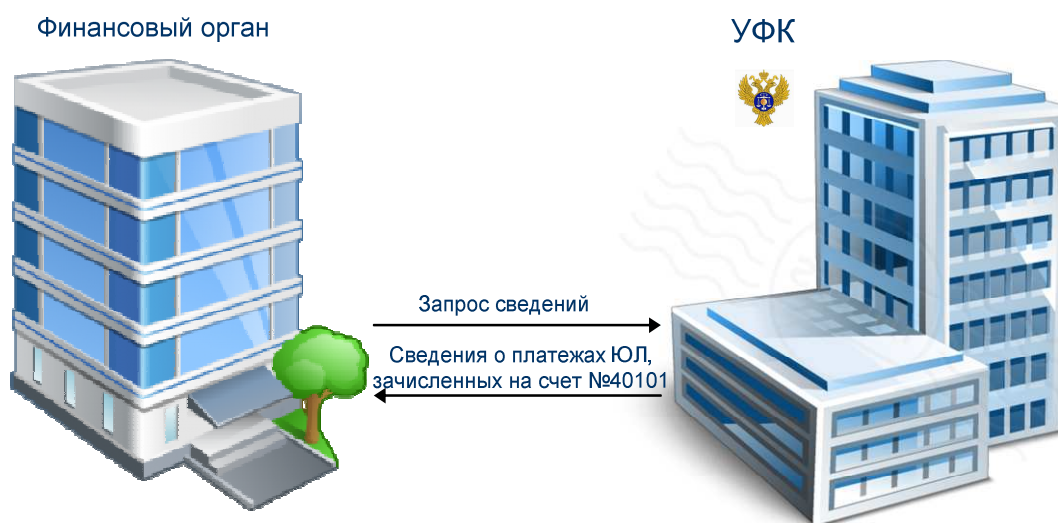 Финансовый орган
УФК
Запрос сведений
Сведения о платежах ЮЛ,
зачисленных на счет №40101